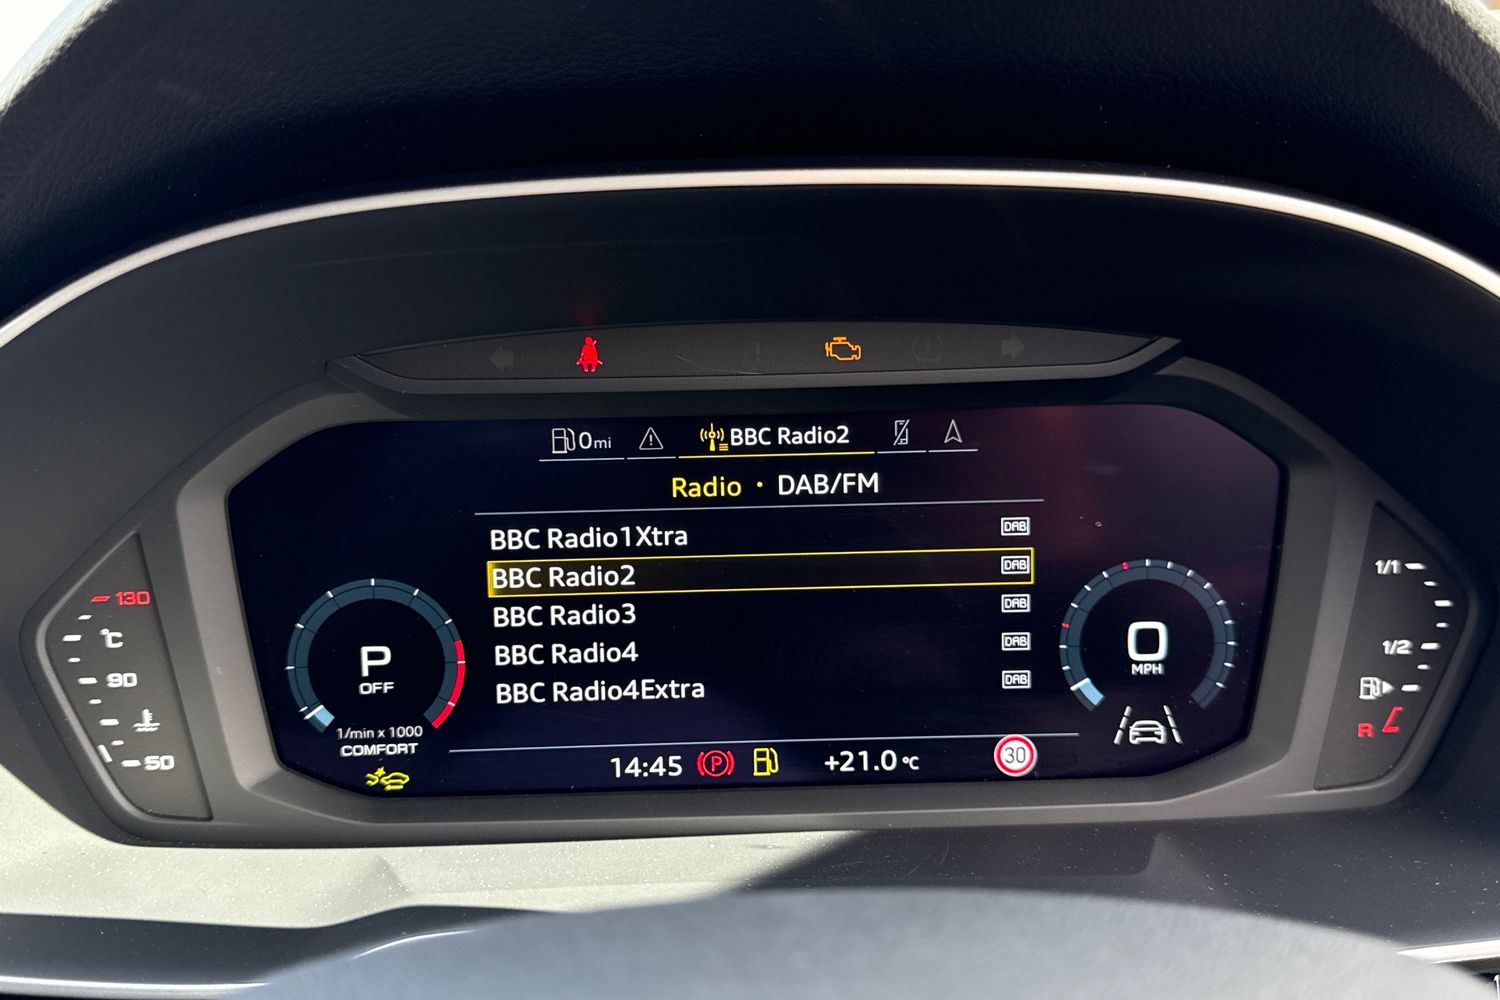 0mi
BBC Radio2
Radio · DAB/FM
BBC Radio1Xtra DAB
BBC Radio2 DAB
BBC Radio3 DAB
BBC Radio4 DAB
BBC Radio4Extra DAB
130
°C
90
50
P
OFF
1/min x 1000
COMFORT
0
MPH
14:45
P
+21.0 °C
30
1/1
1/2
R